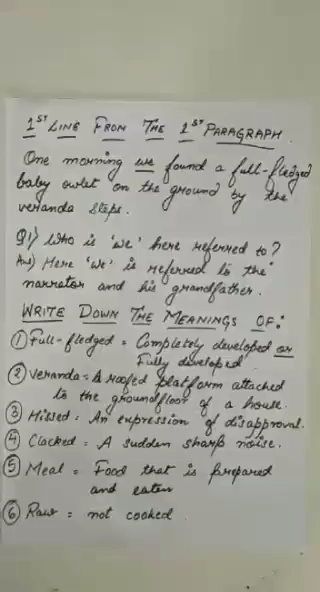 1ST LINE FROM THE 1ST PARAGRAPH
One morning we found a full-fledged
baby owlet on the ground by the
veranda steps.
Q1) Who is 'we' here referred to?
Ans) Here 'we' is referred to the
narrator and his grandfather.
WRITE DOWN THE MEANINGS OF:
① Full-fledged = Completely developed or
Fully developed
② Veranda = A roofed platform attached
to the groundfloor of a house.
③ Hissed = An expression of disapproval.
④ Clacked = A sudden sharp noise.
⑤ Meal = Food that is prepared
and eaten
⑥ Raw = not cooked